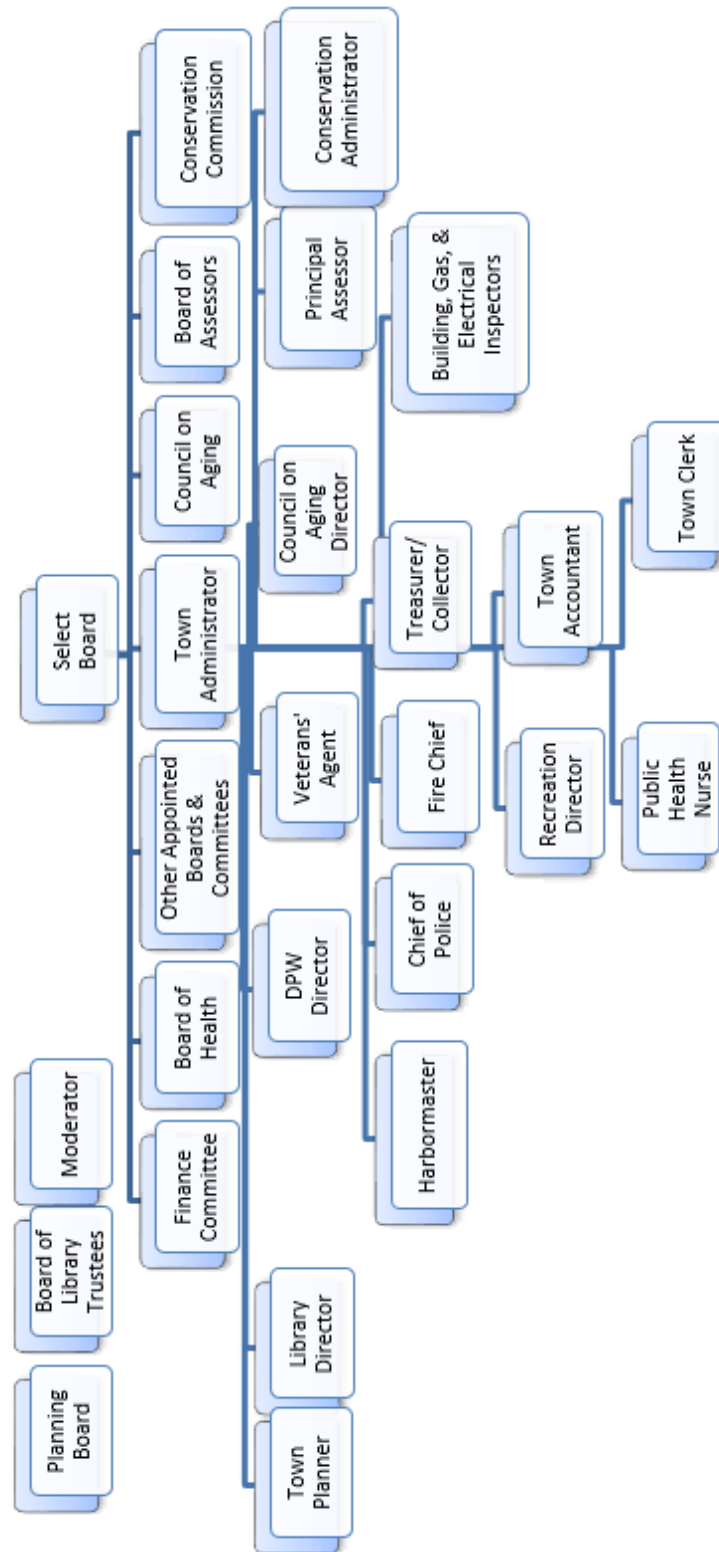 Planning
Board
Board of
Library
Trustees
Moderator
Select
Board
Finance
Committee
Board of
Health
Other Appointed
Boards &
Committees
Town
Administrator
Council on
Aging
Board of
Assessors
Conservation
Commission
Town
Planner
Library
Director
DPW
Director
Veterans'
Agent
Council on
Aging
Director
Principal
Assessor
Conservation
Administrator
Harbormaster
Chief of
Police
Fire Chief
Treasurer/
Collector
Building, Gas, &
Electrical
Inspectors
Recreation
Director
Town
Accountant
Public
Health
Nurse
Town Clerk